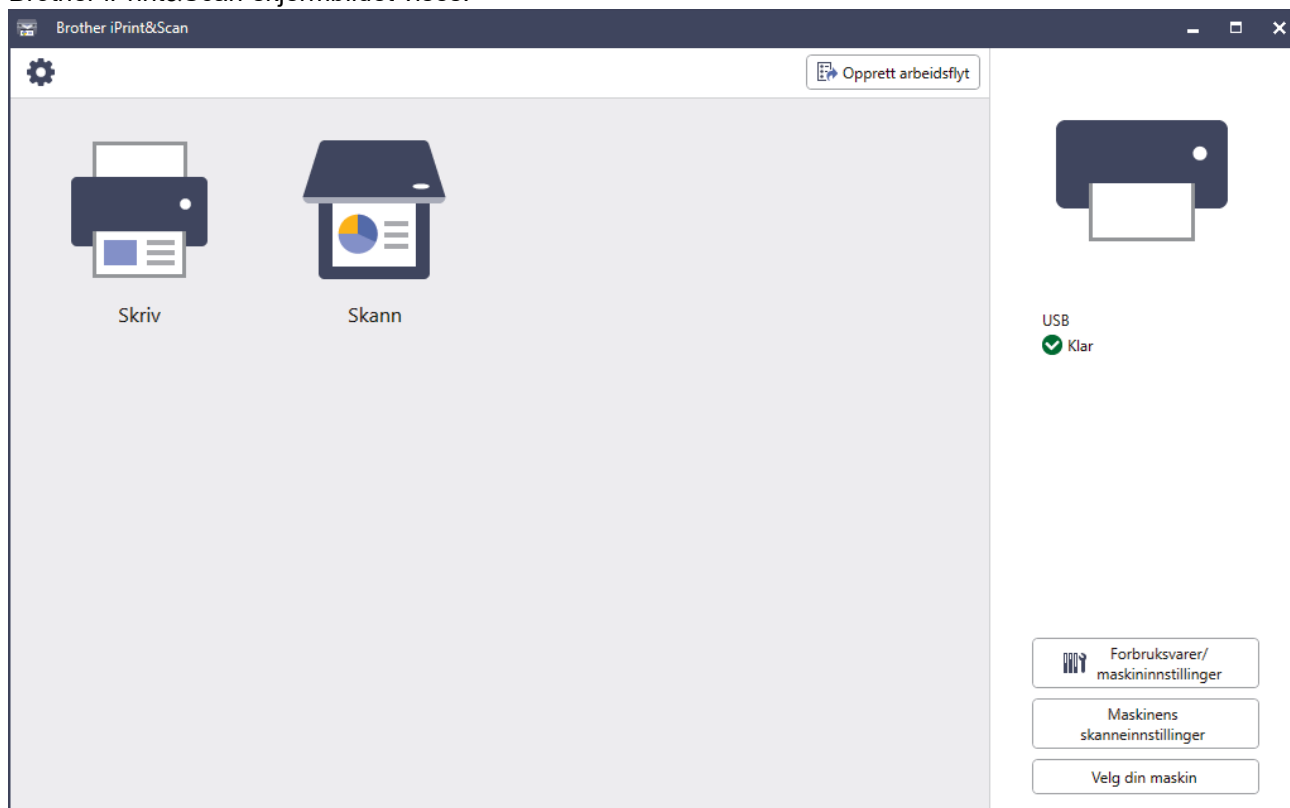 Brother iPrint&Scan
Opprett arbeidsflyt
Skriv
Skann
USB
Klar
Forbruksvarer/
maskininnstillinger
Maskinens
skanneinnstillinger
Velg din maskin